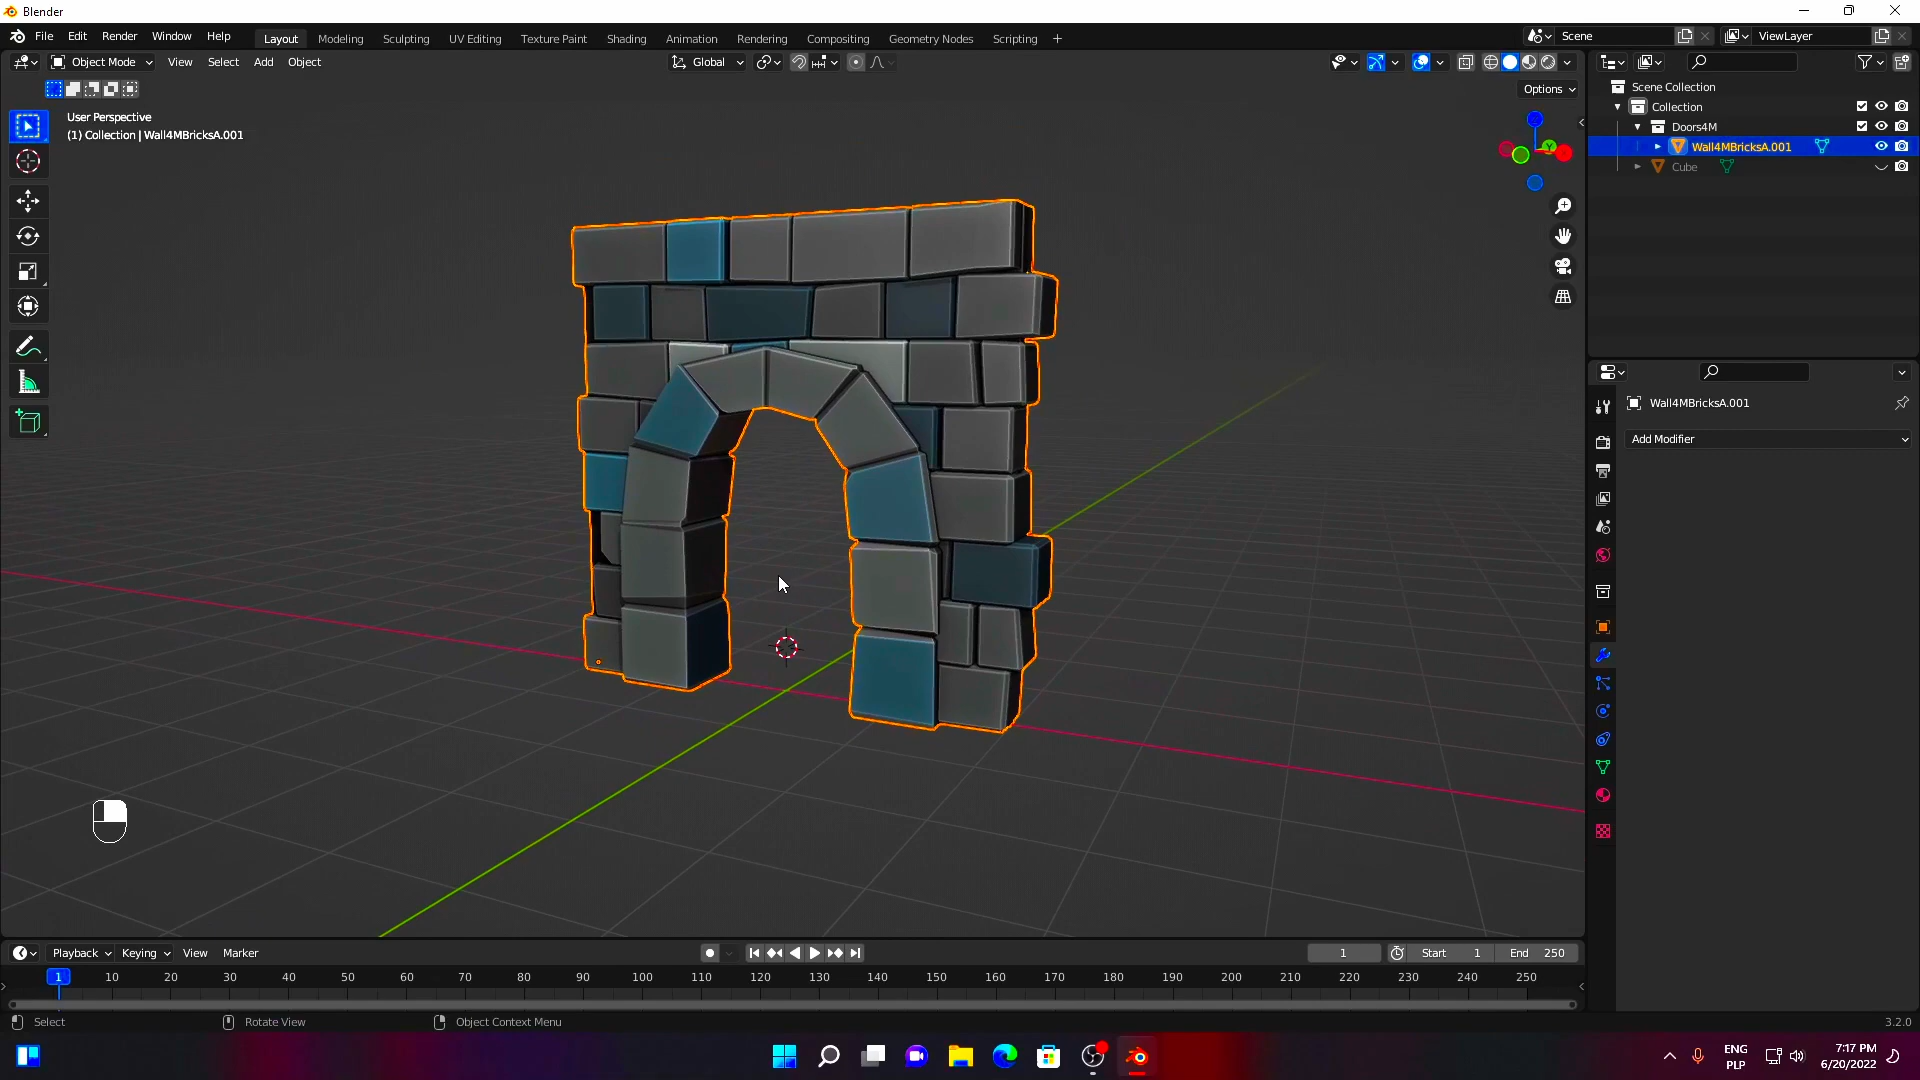 Blender
File Edit Render Window Help
Layout Modeling Sculpting UV Editing Texture Paint Shading Animation Rendering Compositing Geometry Nodes Scripting +
Scene
ViewLayer
Object Mode View Select Add Object
Global
Options
User Perspective
(1) Collection | Wall4MBricksA.001
Scene Collection
Collection
Doors4M
Wall4MBricksA.001
Cube
Wall4MBricksA.001
Add Modifier
Playback Keying View Marker
1
Start 1
End 250
1 10 20 30 40 50 60 70 80 90 100 110 120 130 140 150 160 170 180 190 200 210 220 230 240 250
Select
Rotate View
Object Context Menu
3.2.0
ENG
PLP
7:17 PM
6/20/2022